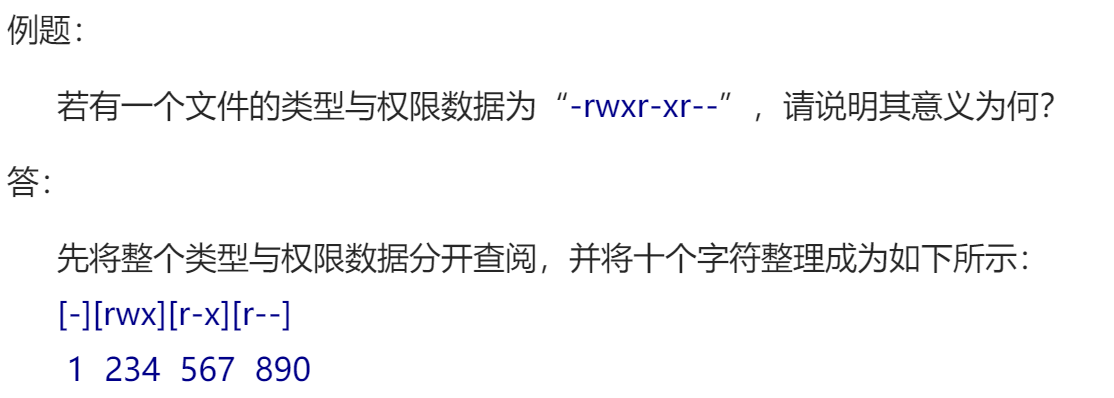 例题：
若有一个文件的类型与权限数据为“-rwxr-xr--”，请说明其意义为何？
答：
先将整个类型与权限数据分开查阅，并将十个字符整理成为如下所示：
[-][rwx][r-x][r--]
1 234 567 890